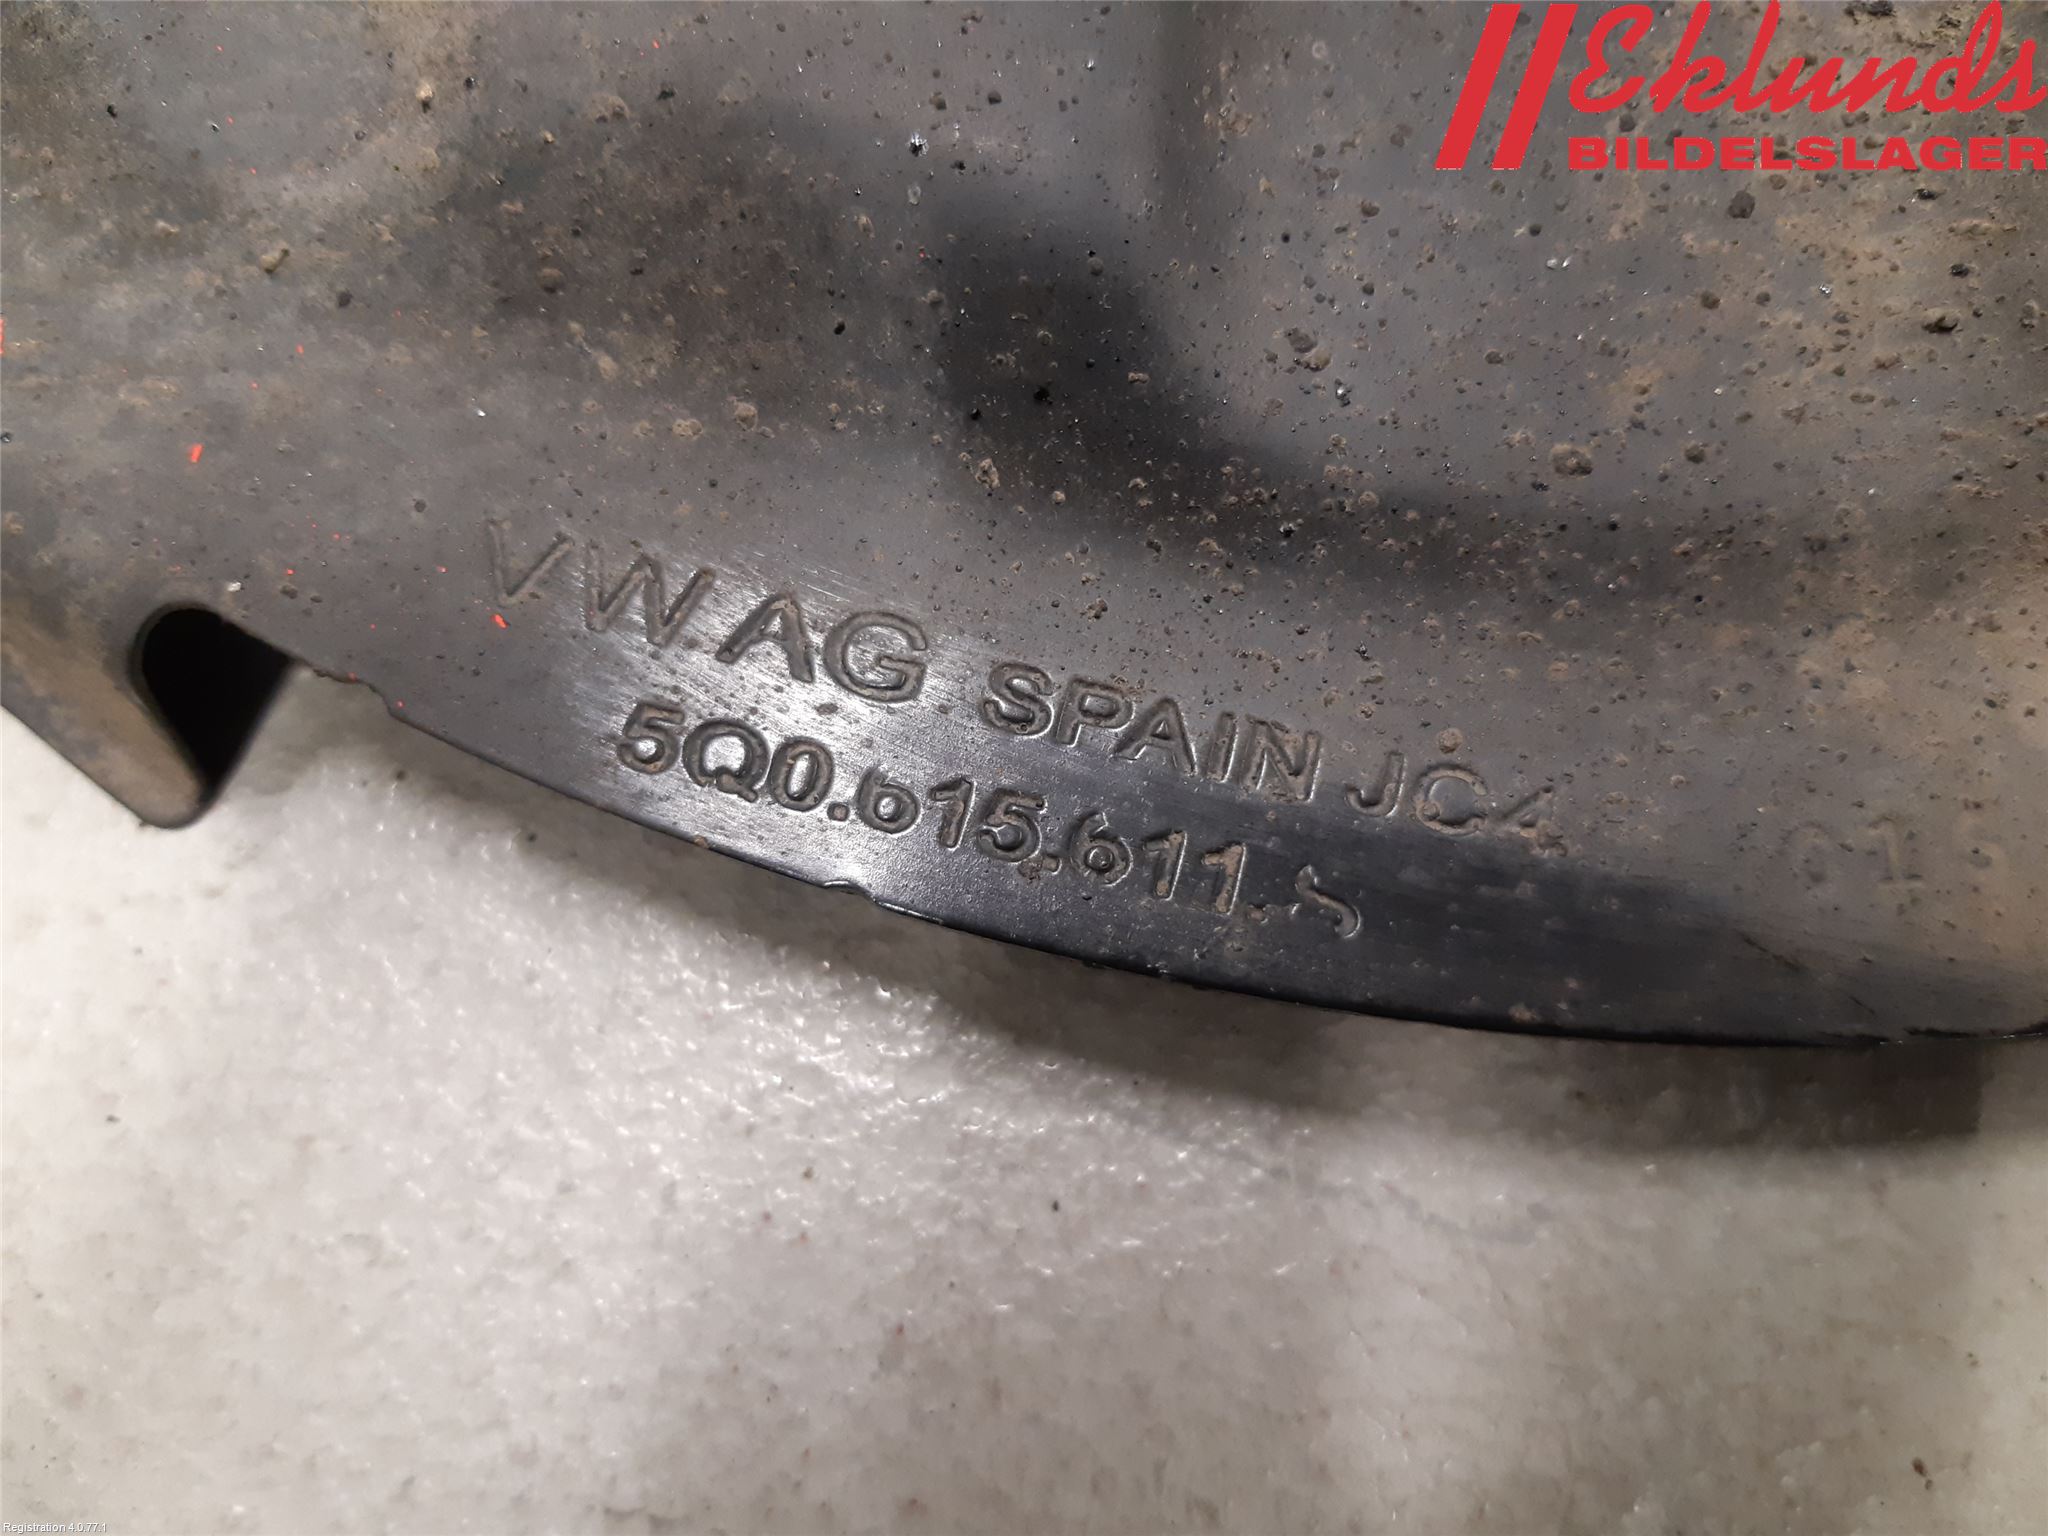 Eklunds
BILDELSLAGER
VW AG SPAIN JC4
5Q0.615.611.
Registration 4.0.77.1